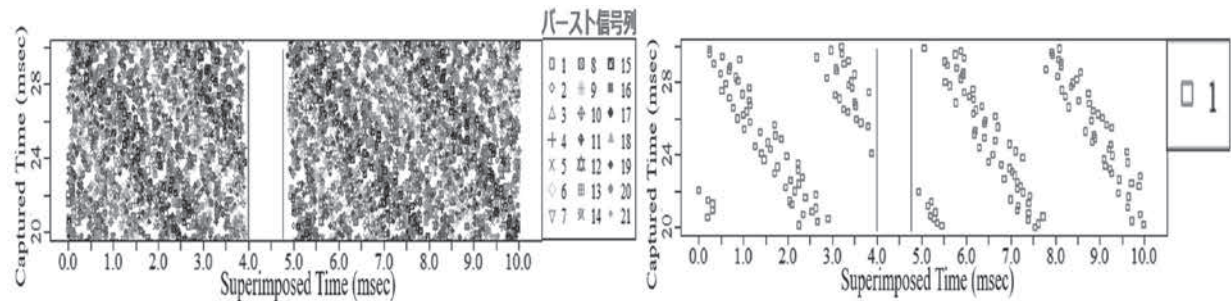 バースト信号列
1 8 15
2 9 16
3 10 17
4 11 18
5 12 19
6 13 20
7 14 21
Captured Time (msec)
20 22 24 28
0.0 1.0 2.0 3.0 4.0 5.0 6.0 7.0 8.0 9.0 10.0
Superimposed Time (msec)
1
Captured Time (msec)
20 22 24 28
0.0 1.0 2.0 3.0 4.0 5.0 6.0 7.0 8.0 9.0 10.0
Superimposed Time (msec)